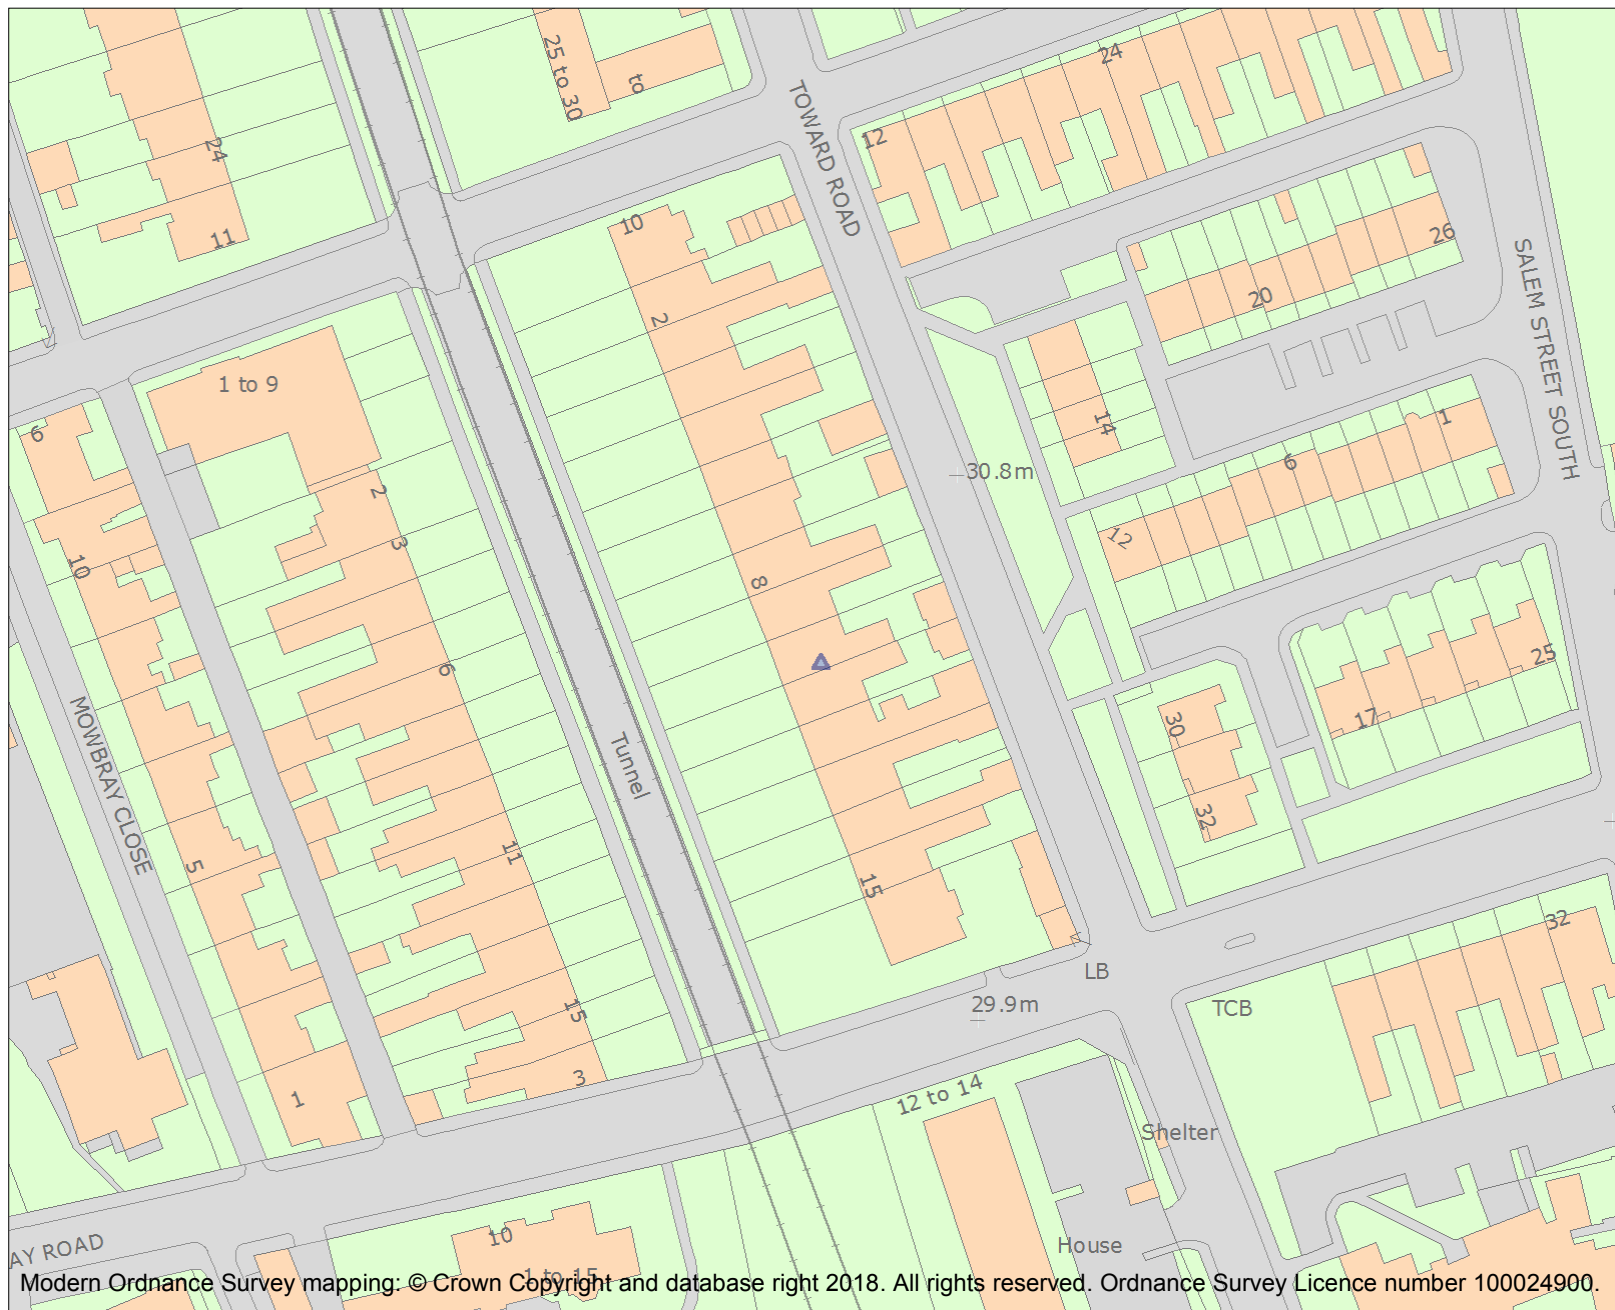 25 to 30
to
24
TOWARD ROAD
12
24
11
10
26
SALEM STREET SOUTH
20
2
1 to 9
6
14
1
6
30.8m
2
12
3
10
8
25
6
17
30
MOWBRAY CLOSE
Tunnel
32
11
5
15
32
LB
29.9m
TCB
15
3
12 to 14
1
Shelter
10
House
AY ROAD
1 to 15
Modern Ordnance Survey mapping: © Crown Copyright and database right 2018. All rights reserved. Ordnance Survey Licence number 100024900.